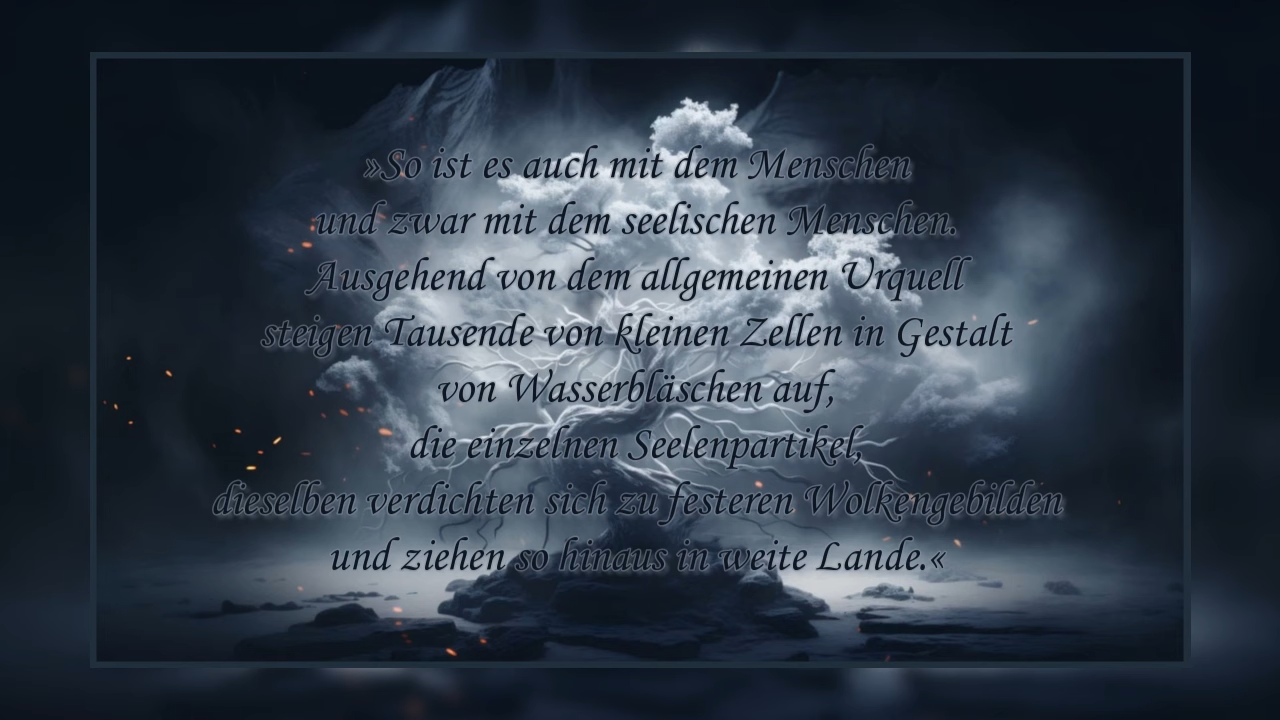 »So ist es auch mit dem Menschen
und zwar mit dem seelischen Menschen.
Ausgehend von dem allgemeinen Urquell
steigen Tausende von kleinen Zellen in Gestalt
von Wasserbläschen auf,
die einzelnen Seelenpartikel,
dieselben verdichten sich zu festeren Wolkengebilden
und ziehen so hinaus in weite Lande.«